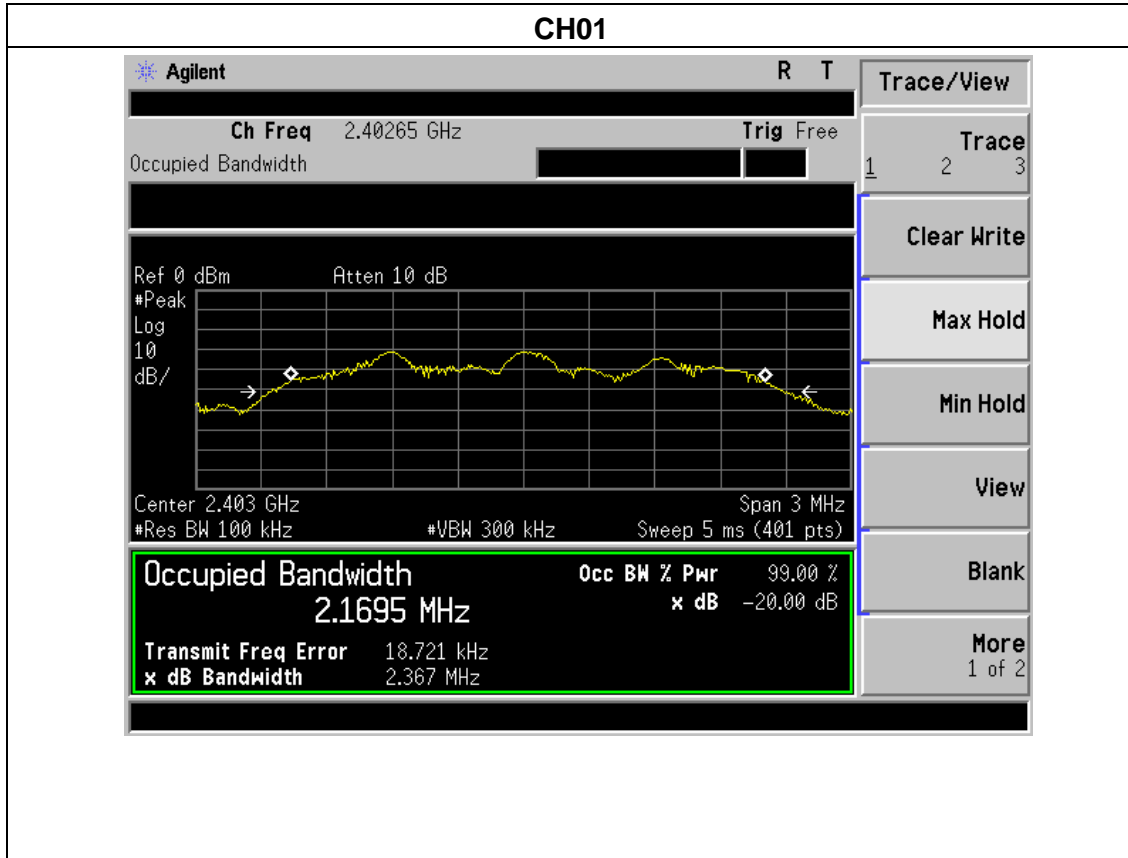 CH01
Agilent R T
Ch Freq 2.40265 GHz Trig Free
Occupied Bandwidth
Ref 0 dBm Atten 10 dB
#Peak
Log
10
dB/
Center 2.403 GHz Span 3 MHz
#Res BW 100 kHz #VBW 300 kHz Sweep 5 ms (401 pts)
Occupied Bandwidth Occ BW % Pwr 99.00 %
2.1695 MHz x dB -20.00 dB
Transmit Freq Error 18.721 kHz
x dB Bandwidth 2.367 MHz
Trace/View
Trace
1 2 3
Clear Write
Max Hold
Min Hold
View
Blank
More
1 of 2